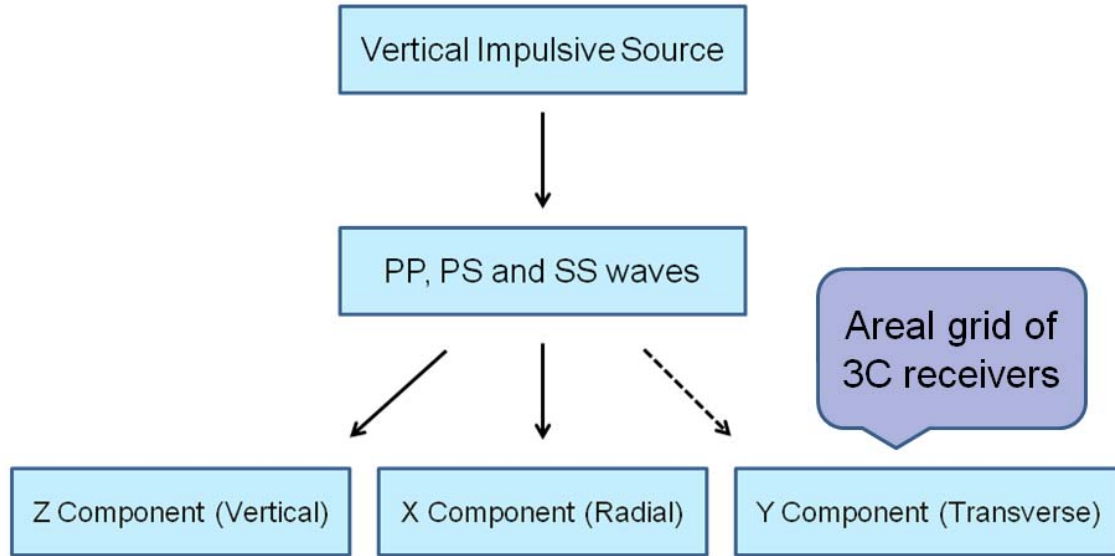 Vertical Impulsive Source
PP, PS and SS waves
Areal grid of
3C receivers
Z Component (Vertical)
X Component (Radial)
Y Component (Transverse)